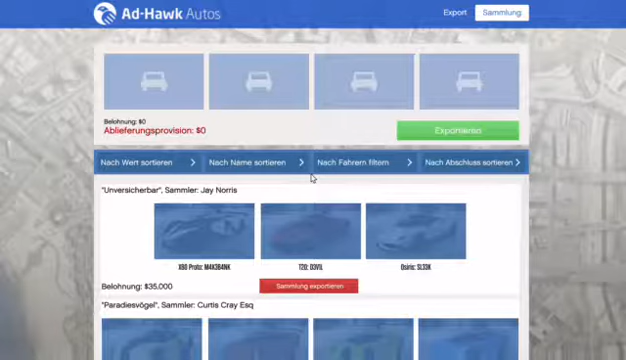 Ad-Hawk Autos
Export
Sammlung
Belohnung: $0
Ablieferungsprovision: $0
Exportieren
Nach Wert sortieren
Nach Name sortieren
Nach Fahrern filtern
Nach Abschluss sortieren
"Unversicherbar", Sammler: Jay Norris
X80 Proto: M4K3B4NK
T20: D3V1L
Osiris: SL33K
Belohnung: $35.000
Sammlung exportieren
"Paradiesvögel", Sammler: Curtis Cray Esq